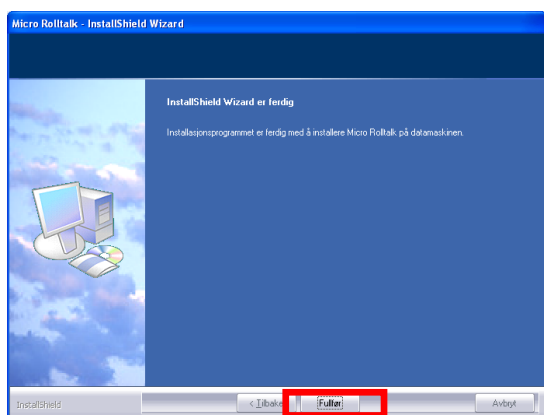 Micro Rolltalk - InstallShield Wizard
InstallShield Wizard er ferdig
Installasjonsprogrammet er ferdig med å installere Micro Rolltalk på datamaskinen.
InstallShield
< Tilbake
Fullfør
Avbryt